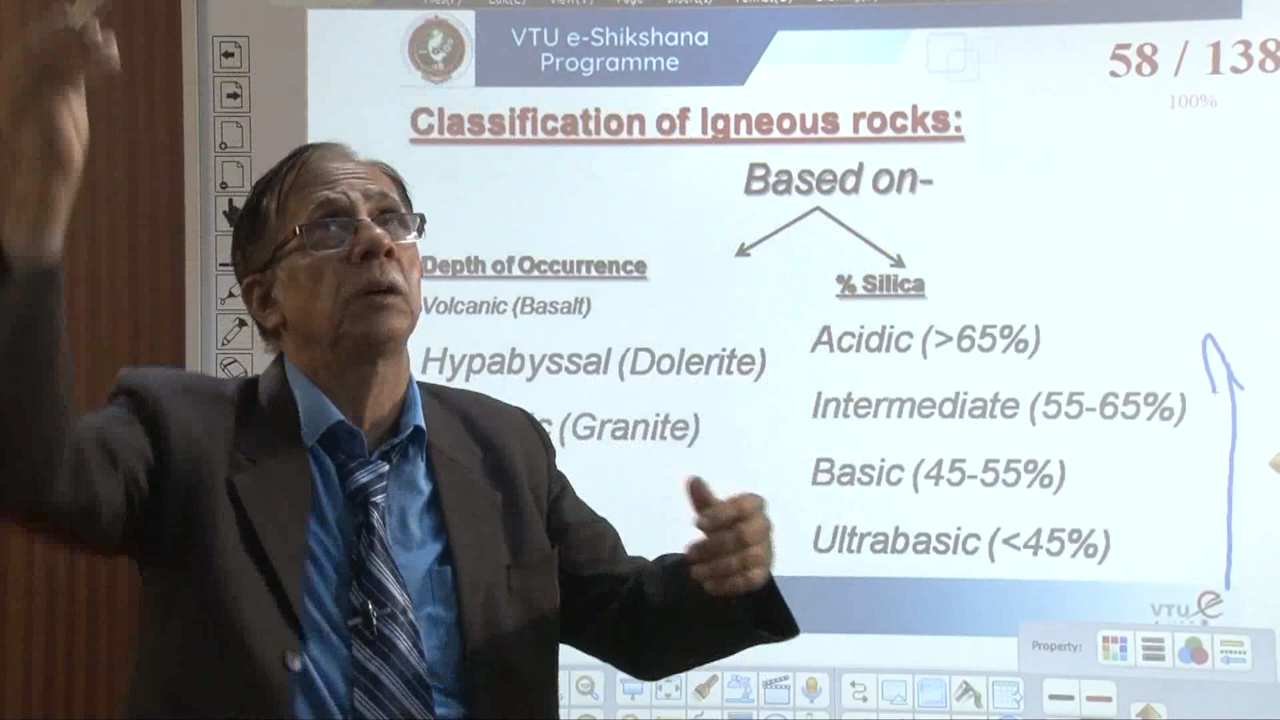 VTU e-Shikshana
Programme
58 / 138
100%
Classification of Igneous rocks:
Based on-
Depth of Occurrence
Volcanic (Basalt)
Hypabyssal (Dolerite)
(Granite)
% Silica
Acidic (>65%)
Intermediate (55-65%)
Basic (45-55%)
Ultrabasic (<45%)
VTU e
Property: